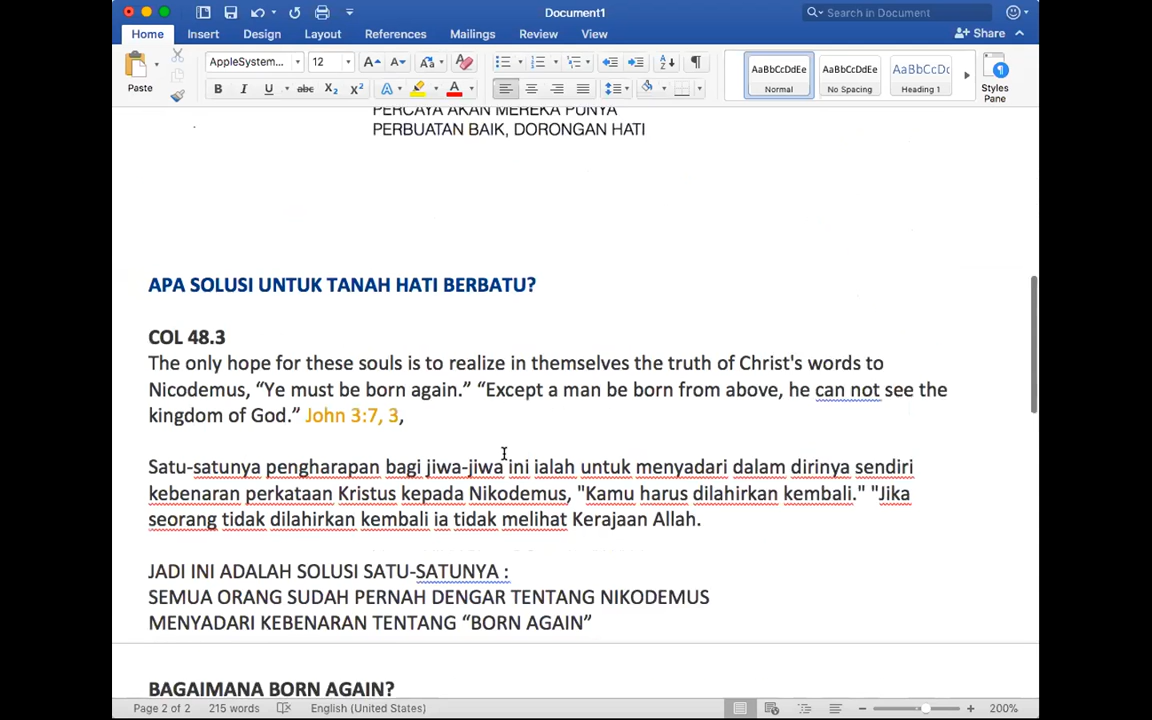 Document1
Search in Document
Home Insert Design Layout References Mailings Review View
Share
Paste
AppleSystem... 12
AaBbCcDdEe AaBbCcDdEe AaBbCcDc
Normal No Spacing Heading 1
Styles Pane
PERCAYA AKAN MEREKA PUNYA
PERBUATAN BAIK, DORONGAN HATI
APA SOLUSI UNTUK TANAH HATI BERBATU?
COL 48.3
The only hope for these souls is to realize in themselves the truth of Christ's words to
Nicodemus, “Ye must be born again.” “Except a man be born from above, he can not see the
kingdom of God.” John 3:7, 3,
Satu-satunya pengharapan bagi jiwa-jiwa ini ialah untuk menyadari dalam dirinya sendiri
kebenaran perkataan Kristus kepada Nikodemus, "Kamu harus dilahirkan kembali." "Jika
seorang tidak dilahirkan kembali ia tidak melihat Kerajaan Allah.
JADI INI ADALAH SOLUSI SATU-SATUNYA :
SEMUA ORANG SUDAH PERNAH DENGAR TENTANG NIKODEMUS
MENYADARI KEBENARAN TENTANG “BORN AGAIN”
BAGAIMANA BORN AGAIN?
Page 2 of 2 215 words English (United States) 200%